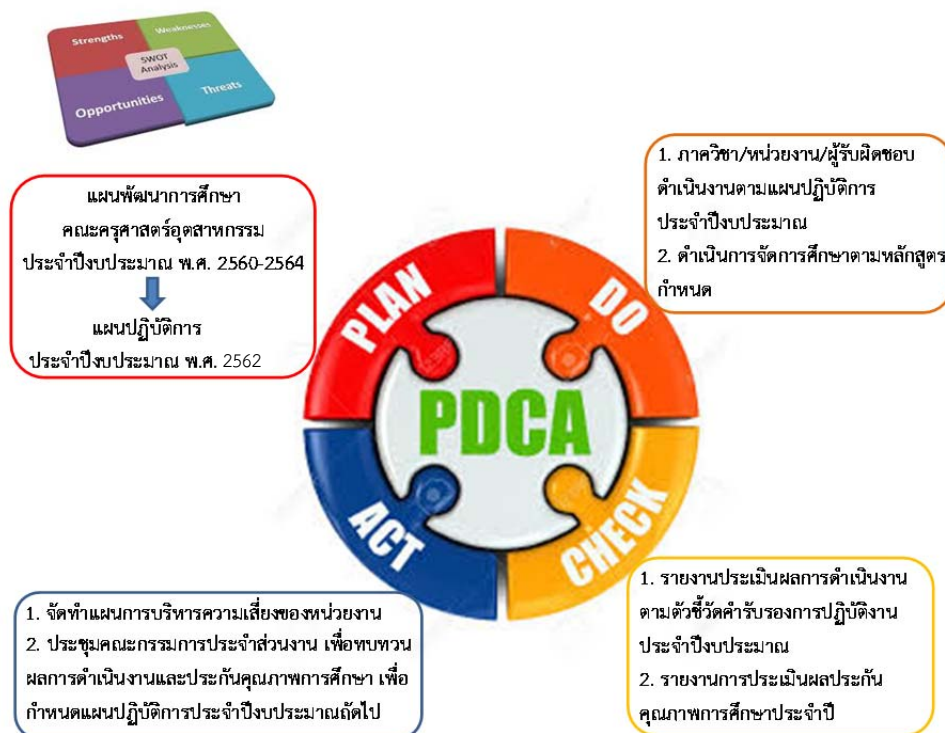 Strengths
Weaknesses
SWOT
Analysis
Opportunities
Threats
แผนพัฒนาการศึกษา
คณะครุศาสตร์อุตสาหกรรม
ประจำปีงบประมาณ พ.ศ. 2560-2564
แผนปฏิบัติการ
ประจำปีงบประมาณ พ.ศ. 2562
1. ภาควิชา/หน่วยงาน/ผู้รับผิดชอบ
ดำเนินงานตามแผนปฏิบัติการ
ประจำปีงบประมาณ
2. ดำเนินการจัดการศึกษาตามหลักสูตร
กำหนด
PLAN
DO
PDCA
ACT
CHECK
1. จัดทำแผนการบริหารความเสี่ยงของหน่วยงาน
2. ประชุมคณะกรรมการประจำส่วนงาน เพื่อทบทวน
ผลการดำเนินงานและประกันคุณภาพการศึกษา เพื่อ
กำหนดแผนปฏิบัติการประจำปีงบประมาณถัดไป
1. รายงานประเมินผลการดำเนินงาน
ตามตัวชี้วัดคำรับรองการปฏิบัติงาน
ประจำปีงบประมาณ
2. รายงานการประเมินผลประกัน
คุณภาพการศึกษาประจำปี